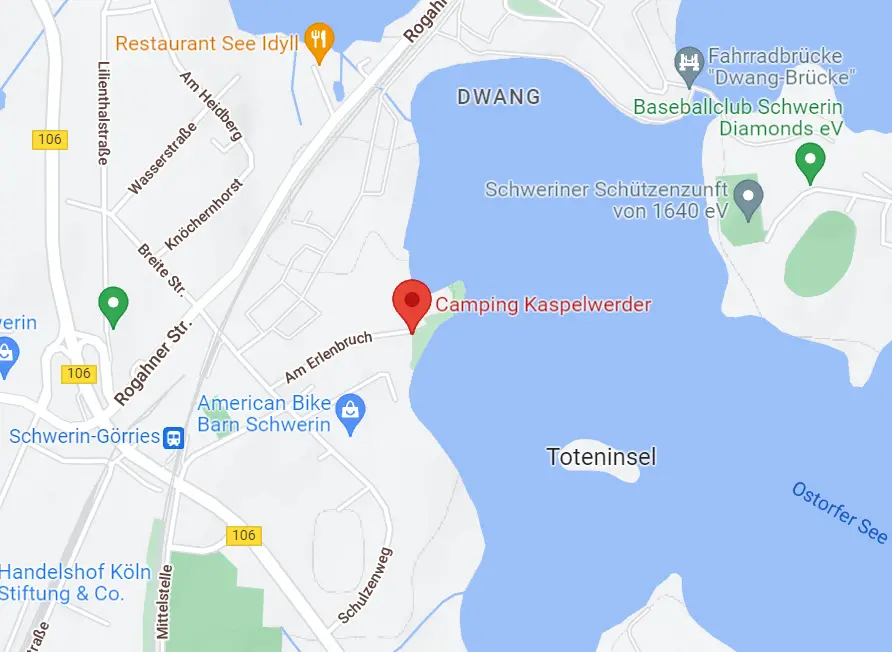 Restaurant See Idyll
Rogahn
DWANG
Fahrradbrücke
"Dwang-Brücke"
Baseballclub Schwerin
Diamonds eV
Lilienthalstraße
Am Heidberg
106
Wasserstraße
Knöchernhorst
Schweriner Schützenzunft
von 1640 eV
Breite Str.
Camping Kaspelwerder
werin
Rogahner Str.
Am Erlenbruch
106
American Bike
Barn Schwerin
Schwerin-Görries
Toteninsel
Ostorfer See
106
Handelshof Köln
Stiftung & Co.
Mittelstelle
Schulzenweg
raße